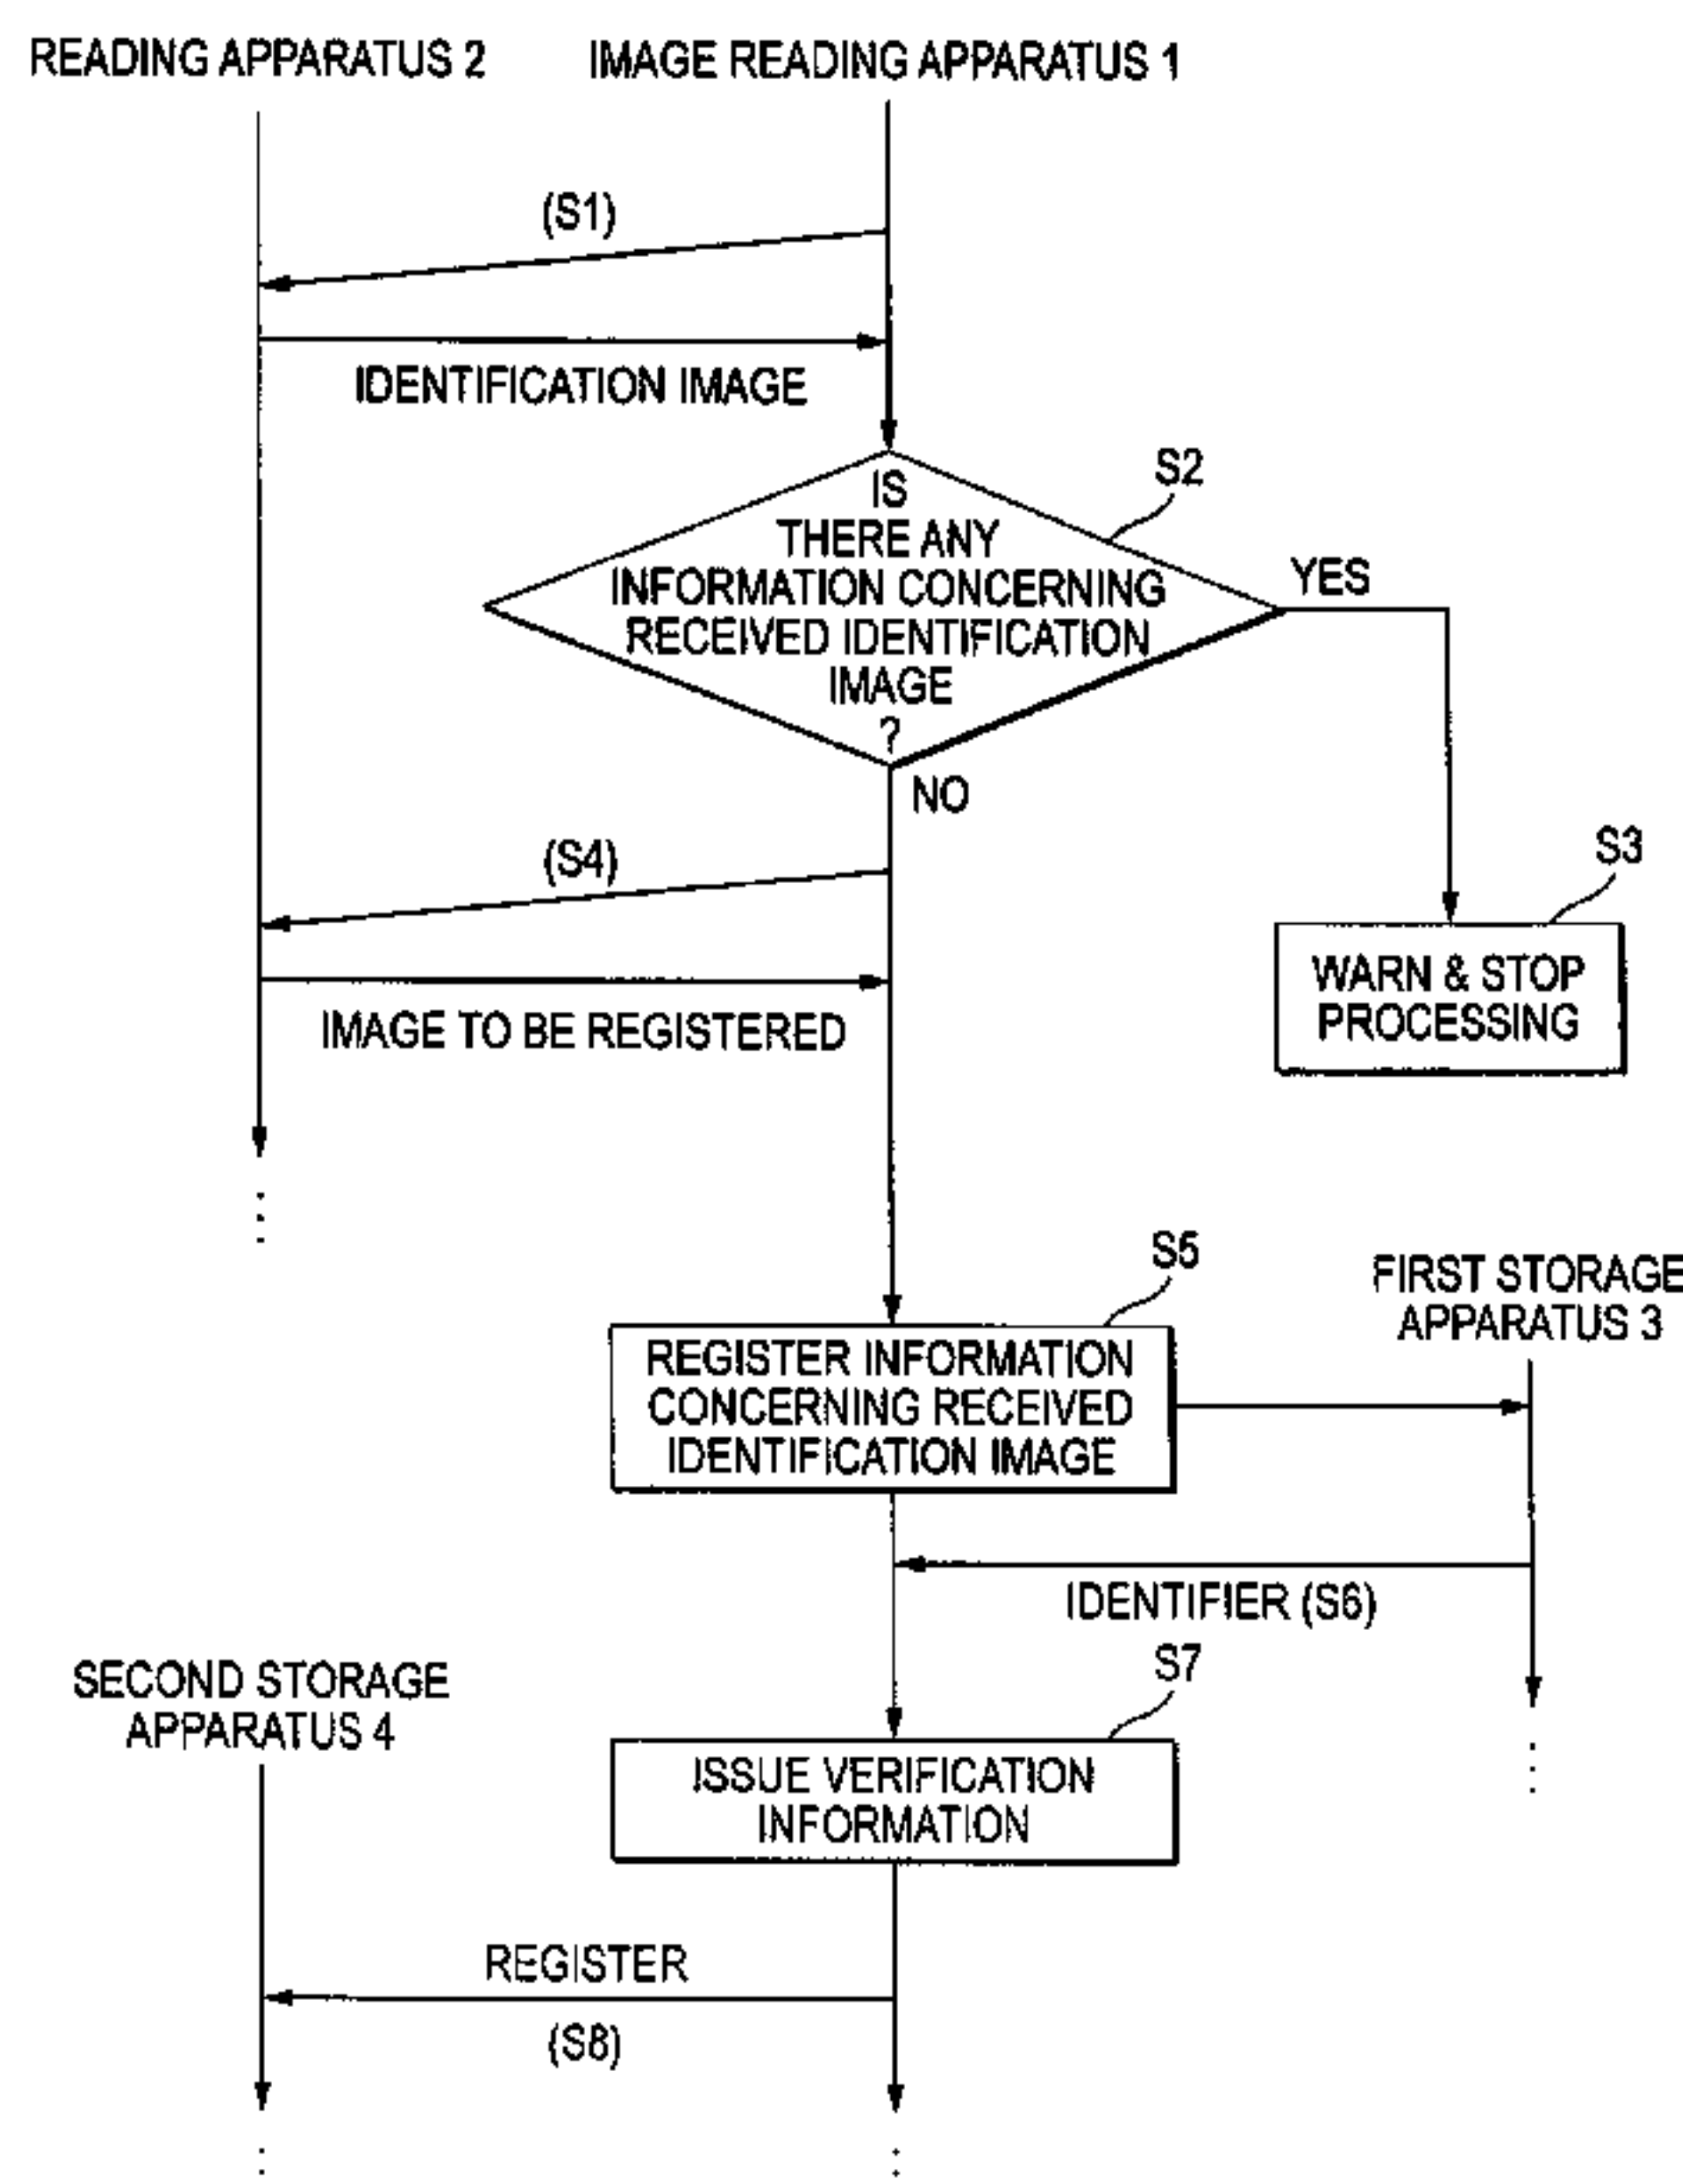 READING APPARATUS 2
IMAGE READING APPARATUS 1
(S1)
IDENTIFICATION IMAGE
S2
IS
THERE ANY
INFORMATION CONCERNING
RECEIVED IDENTIFICATION
IMAGE
?
YES
NO
(S4)
S3
WARN & STOP
PROCESSING
IMAGE TO BE REGISTERED
S5
FIRST STORAGE
APPARATUS 3
REGISTER INFORMATION
CONCERNING RECEIVED
IDENTIFICATION IMAGE
IDENTIFIER (S6)
S7
SECOND STORAGE
APPARATUS 4
ISSUE VERIFICATION
INFORMATION
REGISTER
(S8)